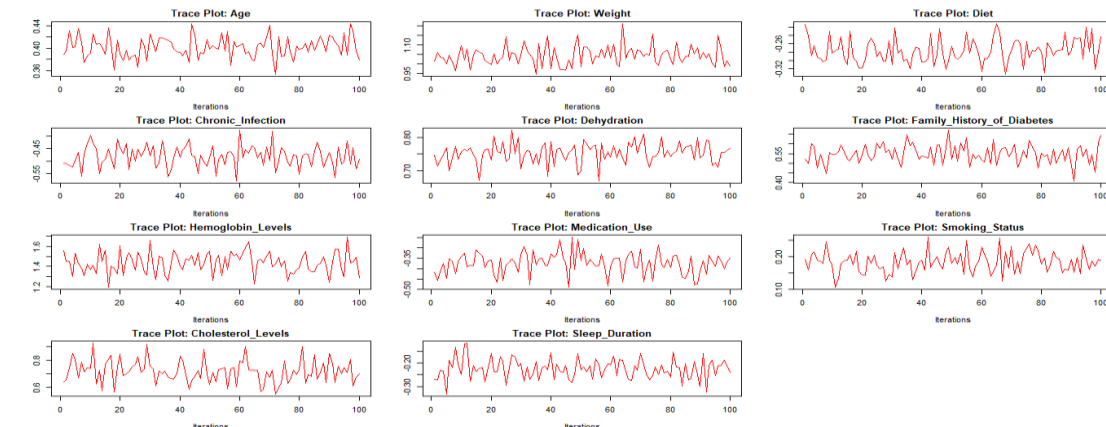 Trace Plot: Age
0.36 0.40 0.44
0 20 40 60 80 100
Iterations
Trace Plot: Weight
0.95 1.10
0 20 40 60 80 100
Iterations
Trace Plot: Diet
-0.32 -0.26
0 20 40 60 80 100
Iterations
Trace Plot: Chronic_Infection
-0.55 -0.45
0 20 40 60 80 100
Iterations
Trace Plot: Dehydration
0.70 0.80
0 20 40 60 80 100
Iterations
Trace Plot: Family_History_of_Diabetes
0.40 0.55
0 20 40 60 80 100
Iterations
Trace Plot: Hemoglobin_Levels
1.2 1.4 1.6
0 20 40 60 80 100
Iterations
Trace Plot: Medication_Use
-0.50 -0.35
0 20 40 60 80 100
Iterations
Trace Plot: Smoking_Status
0.10 0.20
0 20 40 60 80 100
Iterations
Trace Plot: Cholesterol_Levels
0.6 0.8
0 20 40 60 80 100
Iterations
Trace Plot: Sleep_Duration
-0.30 -0.20
0 20 40 60 80 100
Iterations